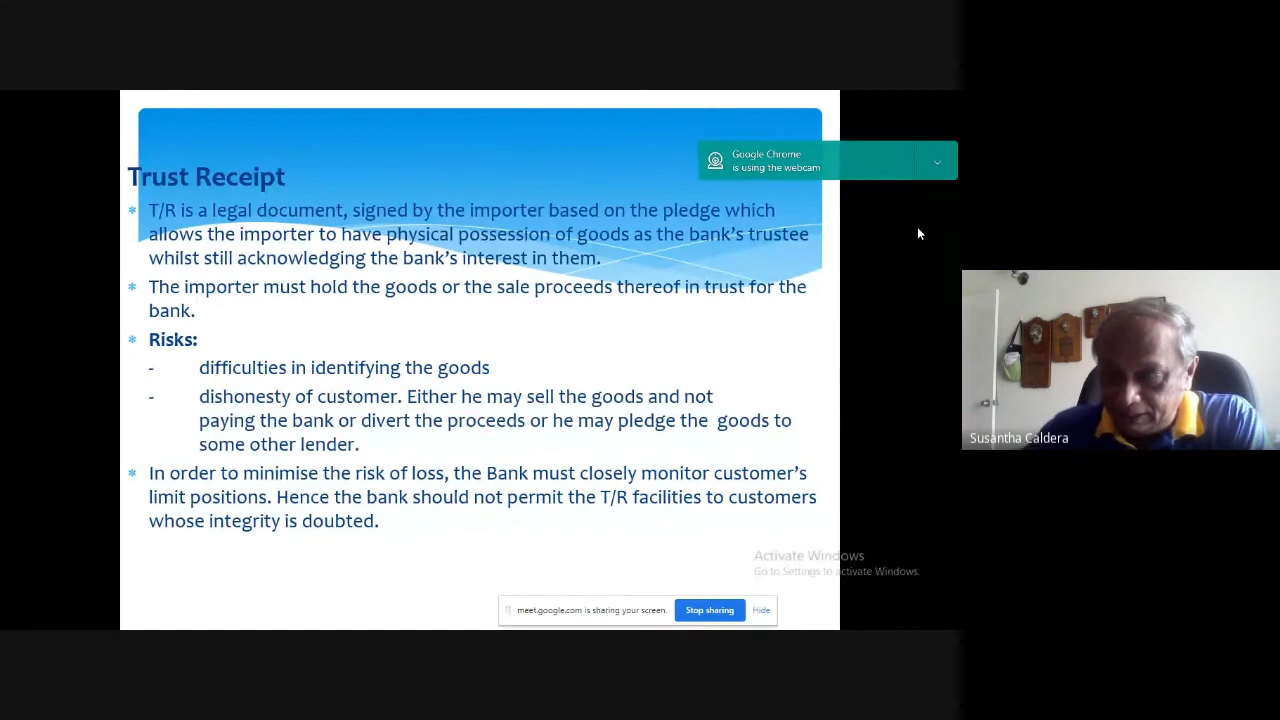 Trust Receipt
* T/R is a legal document, signed by the importer based on the pledge which
allows the importer to have physical possession of goods as the bank’s trustee
whilst still acknowledging the bank’s interest in them.
* The importer must hold the goods or the sale proceeds thereof in trust for the
bank.
* Risks:
- difficulties in identifying the goods
- dishonesty of customer. Either he may sell the goods and not
paying the bank or divert the proceeds or he may pledge the goods to
some other lender.
* In order to minimise the risk of loss, the Bank must closely monitor customer’s
limit positions. Hence the bank should not permit the T/R facilities to customers
whose integrity is doubted.
Google Chrome
is using the webcam
Susantha Caldera
Activate Windows
Go to Settings to activate Windows.
meet.google.com is sharing your screen.
Stop sharing
Hide